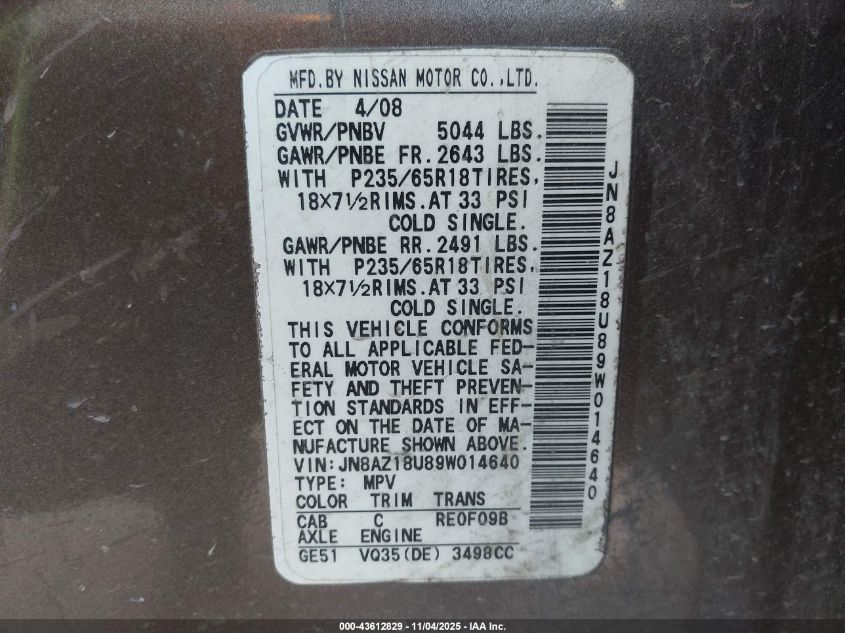 MFD.BY NISSAN MOTOR CO.,LTD.
DATE 4/08
GVWR/PNBV 5044 LBS.
GAWR/PNBE FR.2643 LBS.
WITH P235/65R18TIRES,
18×7½RIMS.AT 33 PSI
COLD SINGLE.
GAWR/PNBE RR.2491 LBS.
WITH P235/65R18TIRES,
18×7½RIMS.AT 33 PSI
COLD SINGLE.
THIS VEHICLE CONFORMS
TO ALL APPLICABLE FED-
ERAL MOTOR VEHICLE SA-
FETY AND THEFT PREVEN-
TION STANDARDS IN EFF-
ECT ON THE DATE OF MA-
NUFACTURE SHOWN ABOVE.
VIN:JN8AZ18U89W014640
TYPE: MPV
COLOR TRIM TRANS
CAB C RE0F09B
AXLE ENGINE
GE51 VQ35(DE) 3498CC
JN8AZ18U89W014640
000-43612829 - 11/04/2025 - IAA Inc.